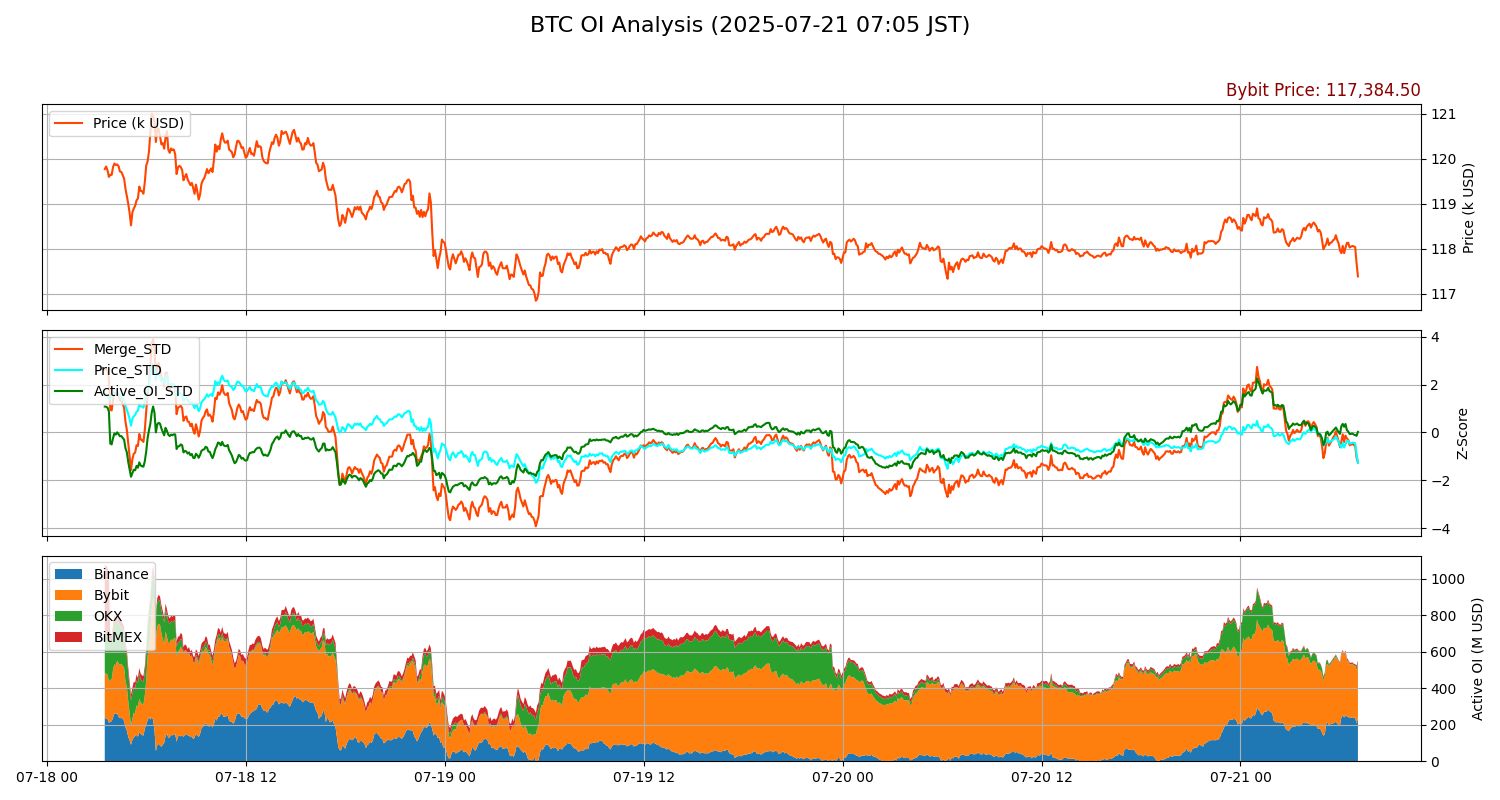 BTC OI Analysis (2025-07-21 07:05 JST)
Bybit Price: 117,384.50
Price (k USD)
121
120
119
118
117
Price (k USD)
Merge_STD
Price_STD
Active_OI_STD
4
2
0
−2
−4
Z-Score
Binance
Bybit
OKX
BitMEX
1000
800
600
400
200
0
Active OI (M USD)
07-18 00
07-18 12
07-19 00
07-19 12
07-20 00
07-20 12
07-21 00